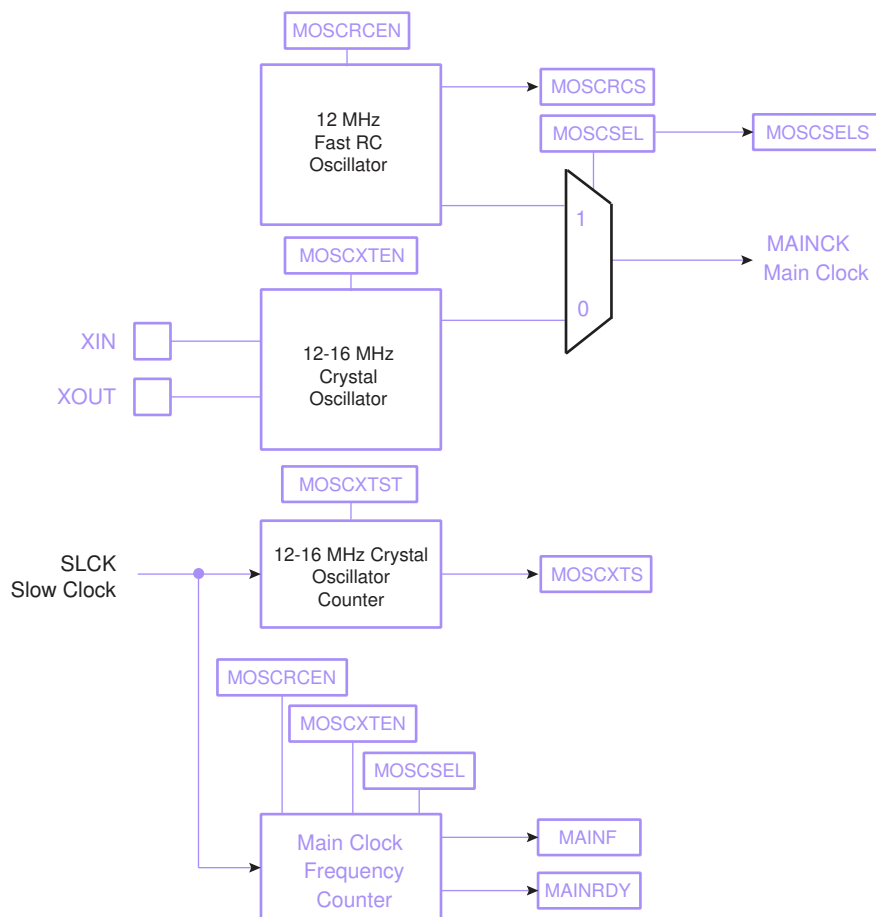 MOSCRCEN
12 MHz
Fast RC
Oscillator
MOSCRCS
MOSCSEL
MOSCSELS
1
MAINCK
Main Clock
MOSCXTEN
0
XIN
XOUT
12-16 MHz
Crystal
Oscillator
MOSCXTST
SLCK
Slow Clock
12-16 MHz Crystal
Oscillator
Counter
MOSCXTS
MOSCRCEN
MOSCXTEN
MOSCSEL
Main Clock
Frequency
Counter
MAINF
MAINRDY